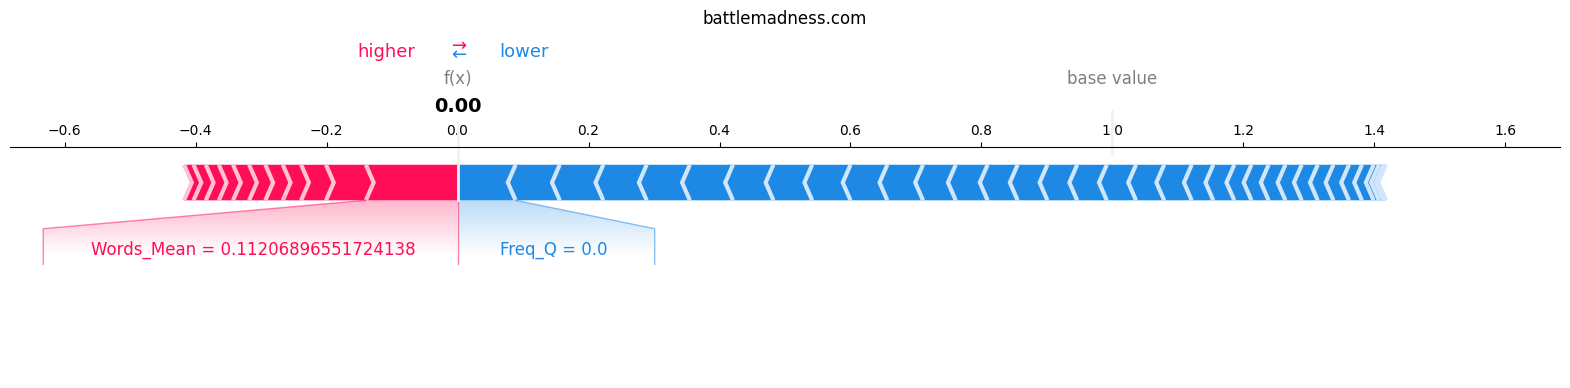 battlemadness.com
higher ⇄ lower
f(x) base value
0.00
−0.6 −0.4 −0.2 0.0 0.2 0.4 0.6 0.8 1.0 1.2 1.4 1.6
Words_Mean = 0.11206896551724138 Freq_Q = 0.0